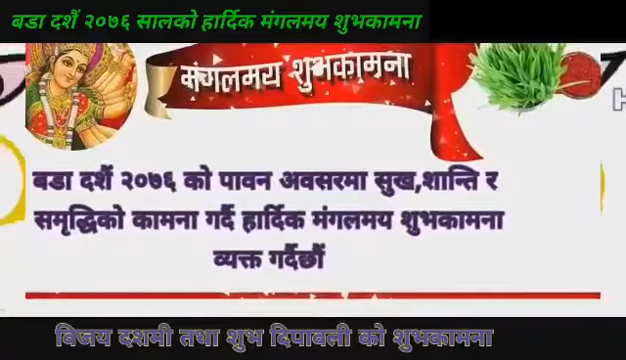 बडा दशैं २०७६ सालको हार्दिक मंगलमय शुभकामना
मंगलमय शुभकामना
बडा दशैं २०७६ को पावन अवसरमा सुख,शान्ति र
समृद्धिको कामना गर्दै हार्दिक मंगलमय शुभकामना
व्यक्त गर्दैछौं
विजय दशमी तथा शुभ दिपावली को शुभकामना